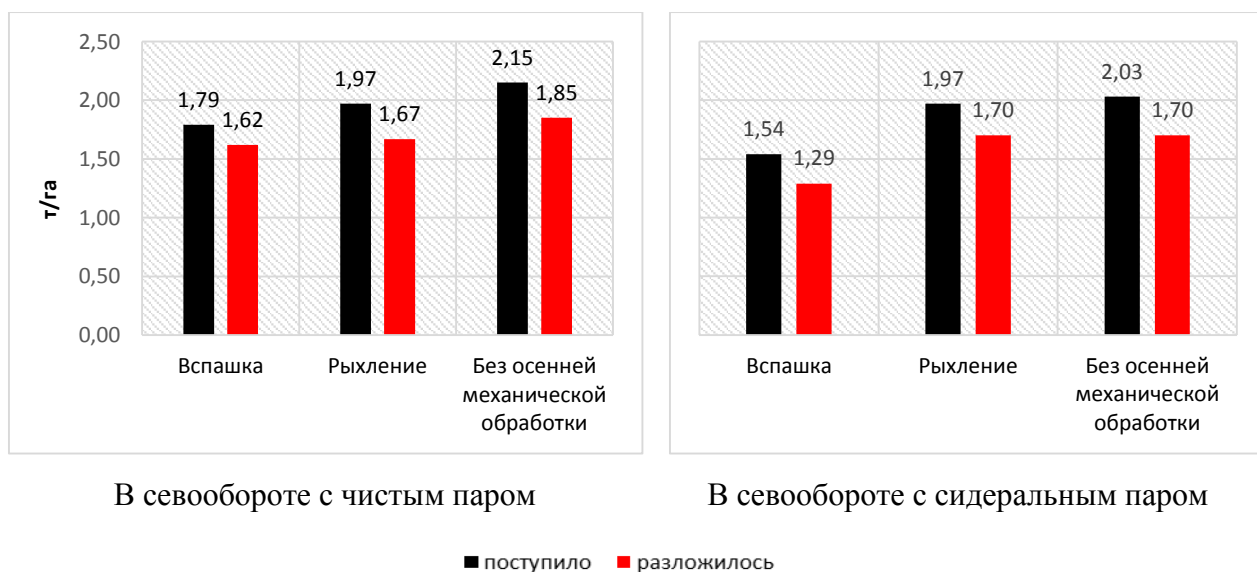 т/га
2,50
2,00
1,50
1,00
0,50
0,00
1,79
1,62
1,97
1,67
2,15
1,85
Вспашка
Рыхление
Без осенней
механической
обработки
1,54
1,29
1,97
1,70
2,03
1,70
Вспашка
Рыхление
Без осенней
механической
обработки
В севообороте с чистым паром
В севообороте с сидеральным паром
поступило
разложилось